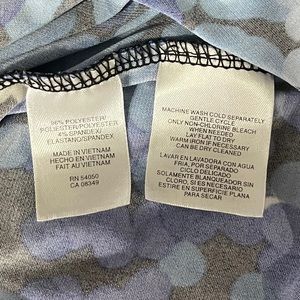 96% POLYESTER/
POLIESTER/POLYESTER
4% SPANDEX/
ELASTANO/SPANDEX
MADE IN VIETNAM
HECHO EN VIETNAM
FAIT AU VIETNAM
RN 54050
CA 08349
MACHINE WASH COLD SEPARATELY
GENTLE CYCLE
ONLY NON-CHLORINE BLEACH
WHEN NEEDED
LAY FLAT TO DRY
WARM IRON IF NECESSARY
CAN BE DRY CLEANED
LAVAR EN LAVADORA CON AGUA
FRIA, POR SEPARADO
CICLO DELICADO
SOLAMENTE BLANQUEADOR SIN
CLORO, SI ES NECESARIO
ESTIRE EN SUPERFICIE PLANA
PARA SECAR